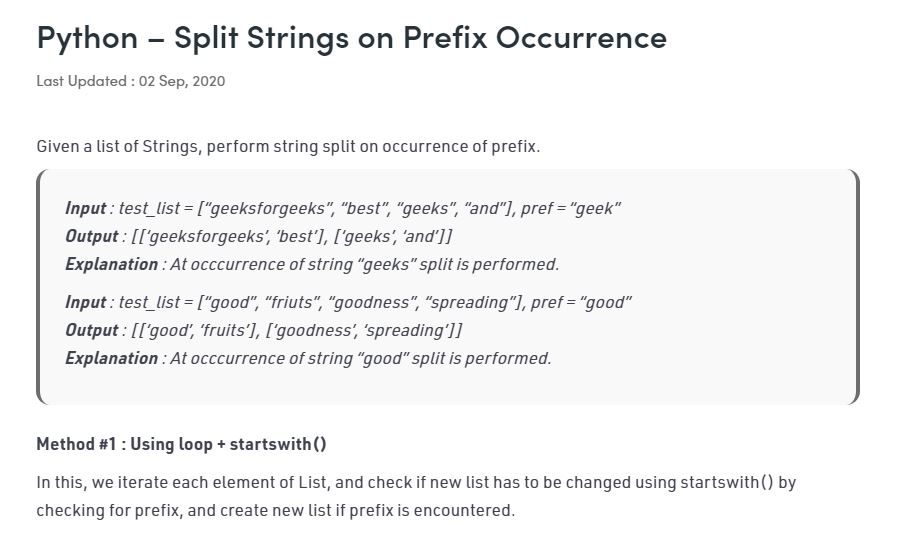 Python – Split Strings on Prefix Occurrence
Last Updated : 02 Sep, 2020
Given a list of Strings, perform string split on occurrence of prefix.
Input : test_list = [“geeksforgeeks”, “best”, “geeks”, “and”], pref = “geek”
Output : [[‘geeksforgeeks’, ‘best’], [‘geeks’, ‘and’]]
Explanation : At occcurrence of string “geeks” split is performed.
Input : test_list = [“good”, “friuts”, “goodness”, “spreading”], pref = “good”
Output : [[‘good’, ‘fruits’], [‘goodness’, ‘spreading’]]
Explanation : At occcurrence of string “good” split is performed.
Method #1 : Using loop + startswith()
In this, we iterate each element of List, and check if new list has to be changed using startswith() by
checking for prefix, and create new list if prefix is encountered.